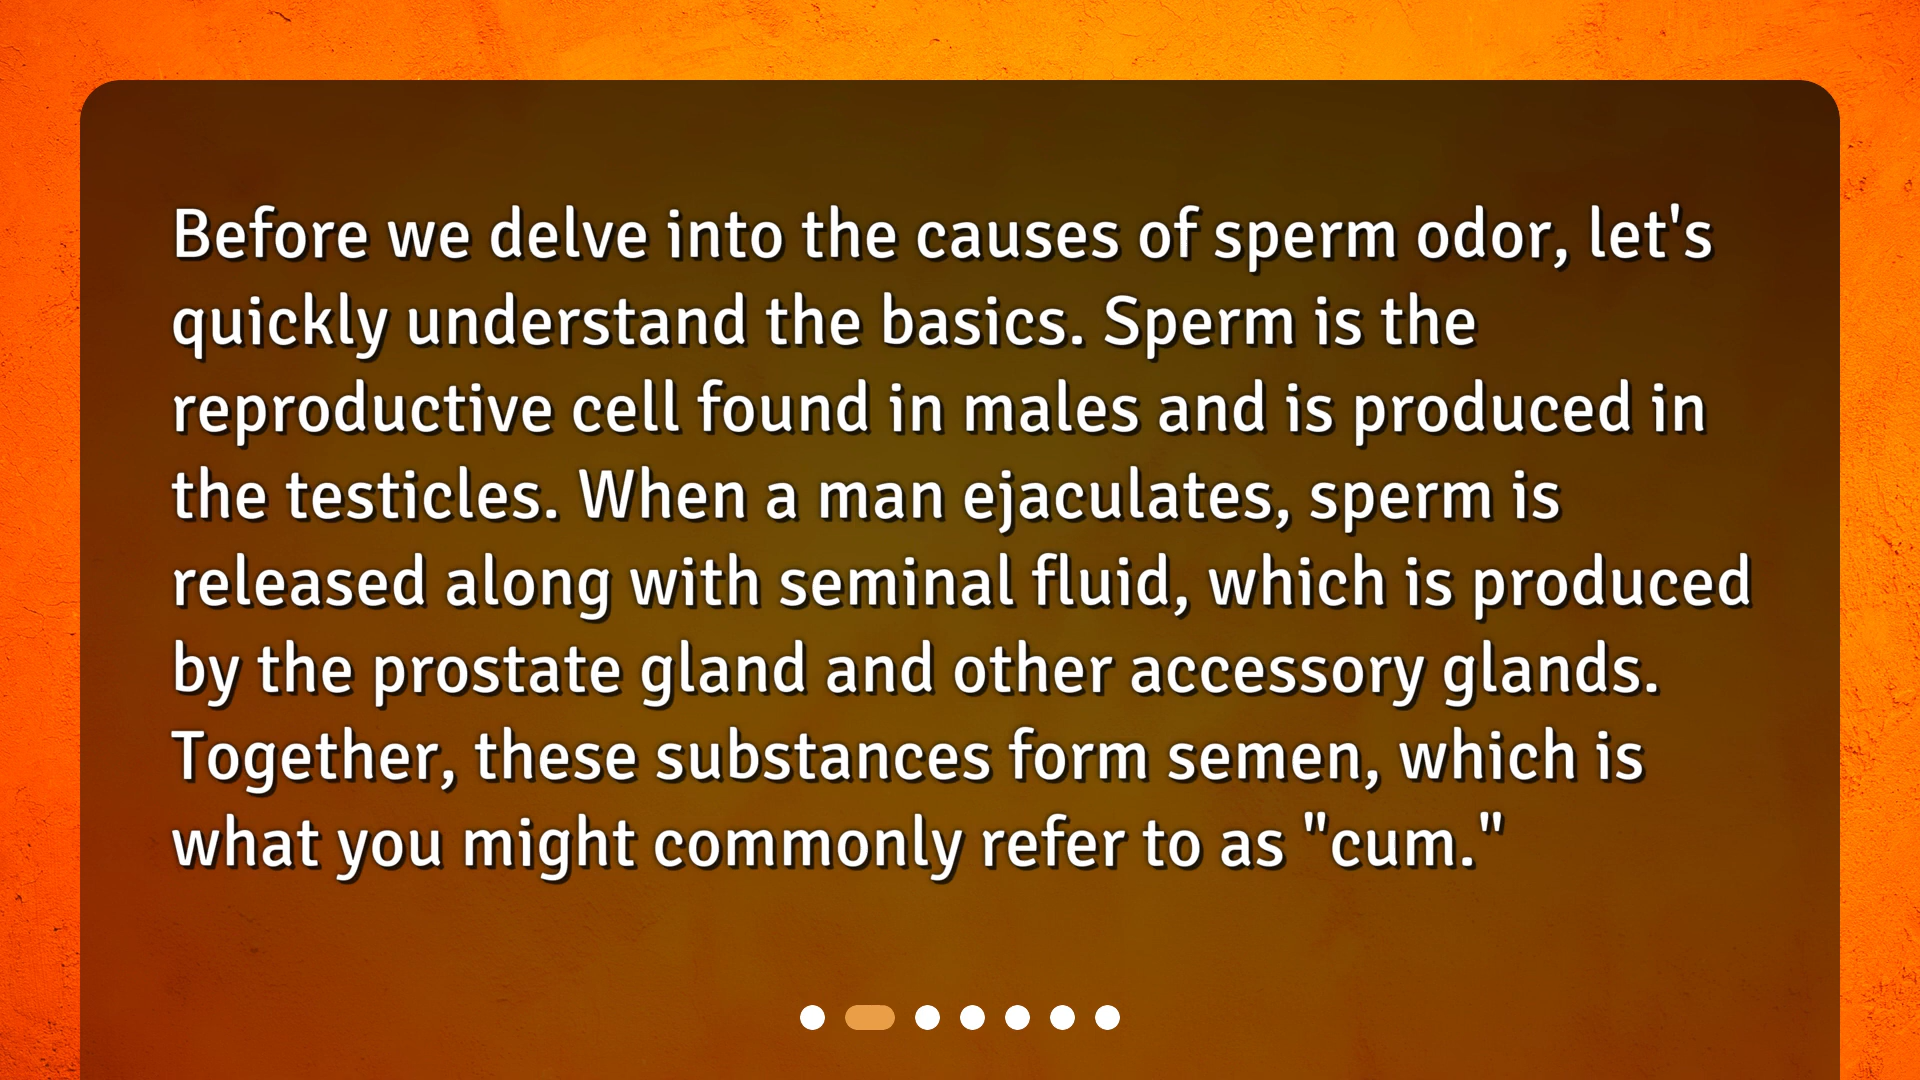 Before we delve into the causes of sperm odor, let's
quickly understand the basics. Sperm is the
reproductive cell found in males and is produced in
the testicles. When a man ejaculates, sperm is
released along with seminal fluid, which is produced
by the prostate gland and other accessory glands.
Together, these substances form semen, which is
what you might commonly refer to as "cum."